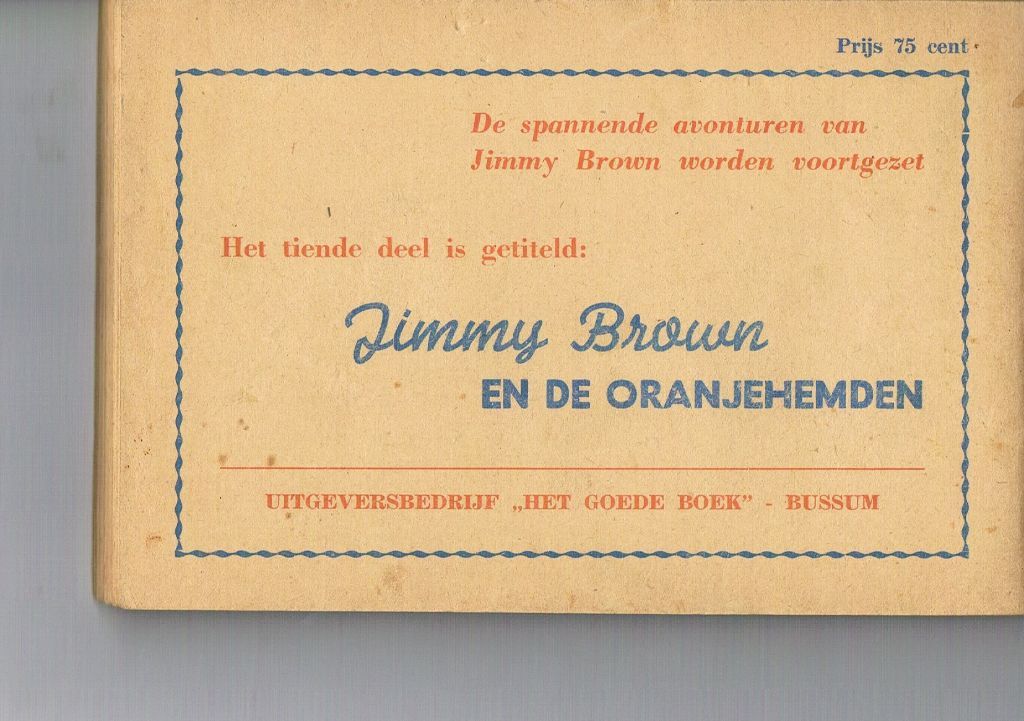 Prijs 75 cent
De spannende avonturen van
Jimmy Brown worden voortgezet
Het tiende deel is getiteld:
Jimmy Brown
EN DE ORANJEHEMDEN
UITGEVERSBEDRIJF „HET GOEDE BOEK” - BUSSUM